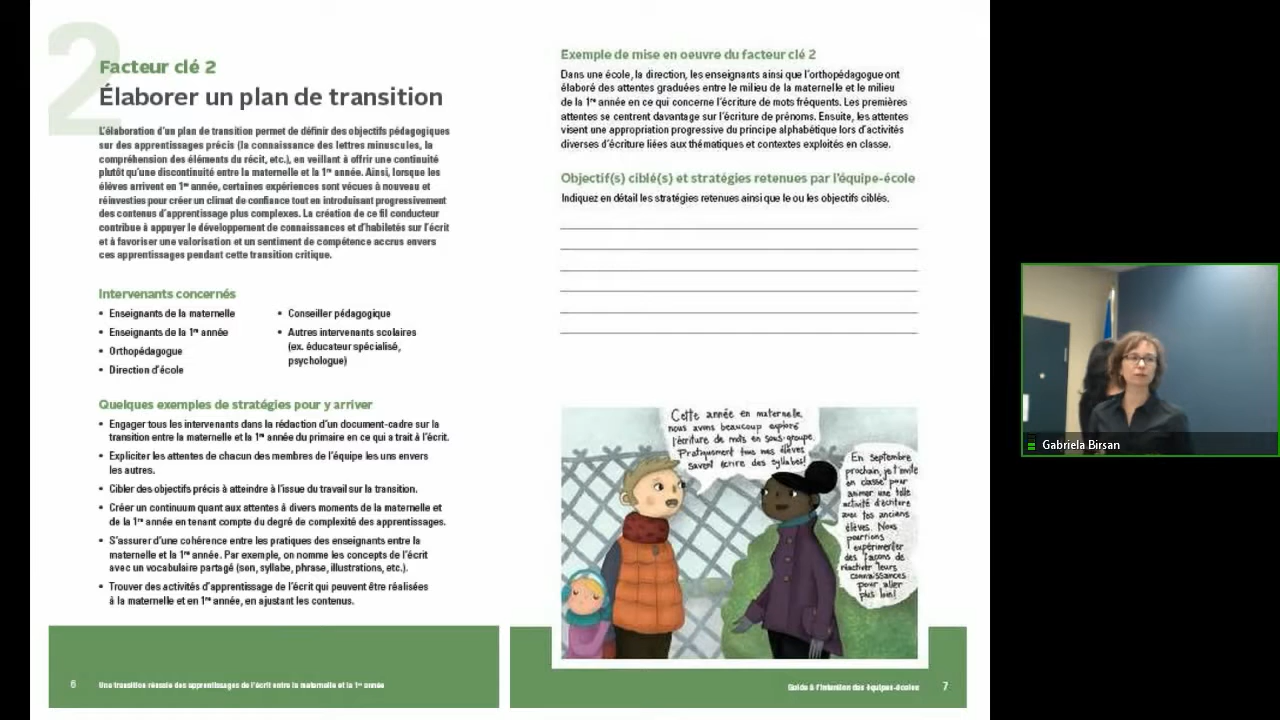 2
Facteur clé 2
Élaborer un plan de transition
L'élaboration d'un plan de transition permet de définir des objectifs pédagogiques
sur des apprentissages précis (la connaissance des lettres minuscules, la
compréhension des éléments du récit, etc.), en veillant à offrir une continuité
plutôt qu'une discontinuité entre la maternelle et la 1re année. Ainsi, lorsque les
élèves arrivent en 1re année, certaines expériences sont vécues à nouveau et
réinvesties pour créer un climat de confiance tout en introduisant progressivement
des contenus d'apprentissage plus complexes. La création de ce fil conducteur
contribue à appuyer le développement de connaissances et d'habiletés sur l'écrit
et à favoriser une valorisation et un sentiment de compétence accrus envers
ces apprentissages pendant cette transition critique.
Intervenants concernés
• Enseignants de la maternelle
• Enseignants de la 1re année
• Orthopédagogue
• Direction d'école
• Conseiller pédagogique
• Autres intervenants scolaires
(ex. éducateur spécialisé,
psychologue)
Quelques exemples de stratégies pour y arriver
• Engager tous les intervenants dans la rédaction d'un document-cadre sur la
transition entre la maternelle et la 1re année du primaire en ce qui a trait à l'écrit.
• Expliciter les attentes de chacun des membres de l'équipe les uns envers
les autres.
• Cibler des objectifs précis à atteindre à l'issue du travail sur la transition.
• Créer un continuum quant aux attentes à divers moments de la maternelle et
de la 1re année en tenant compte du degré de complexité des apprentissages.
• S'assurer d'une cohérence entre les pratiques des enseignants entre la
maternelle et la 1re année. Par exemple, on nomme les concepts de l'écrit
avec un vocabulaire partagé (son, syllabe, phrase, illustrations, etc.).
• Trouver des activités d'apprentissage de l'écrit qui peuvent être réalisées
à la maternelle et en 1re année, en ajustant les contenus.
6
Une transition réussie des apprentissages de l'écrit entre la maternelle et la 1re année
Exemple de mise en oeuvre du facteur clé 2
Dans une école, la direction, les enseignants ainsi que l'orthopédagogue ont
élaboré des attentes graduées entre le milieu de la maternelle et le milieu
de la 1re année en ce qui concerne l'écriture de mots fréquents. Les premières
attentes se centrent davantage sur l'écriture de prénoms. Ensuite, les attentes
visent une appropriation progressive du principe alphabétique lors d'activités
diverses d'écriture liées aux thématiques et contextes exploités en classe.
Objectif(s) ciblé(s) et stratégies retenues par l'équipe-école
Indiquez en détail les stratégies retenues ainsi que le ou les objectifs ciblés.
Cette année en maternelle,
nous avons beaucoup exploré
l'écriture de mots en sous-groupe.
Pratiquement tous mes élèves
savent écrire des syllabes!
En septembre
prochain, je t'invite
en classe pour
animer une telle
activité d'écriture
avec tes anciens
élèves. Nous
pourrions
expérimenter
des façons de
réactiver leurs
connaissances
pour aller
plus loin!
Guide à l'intention des équipes-écoles
7
Gabriela Birsan